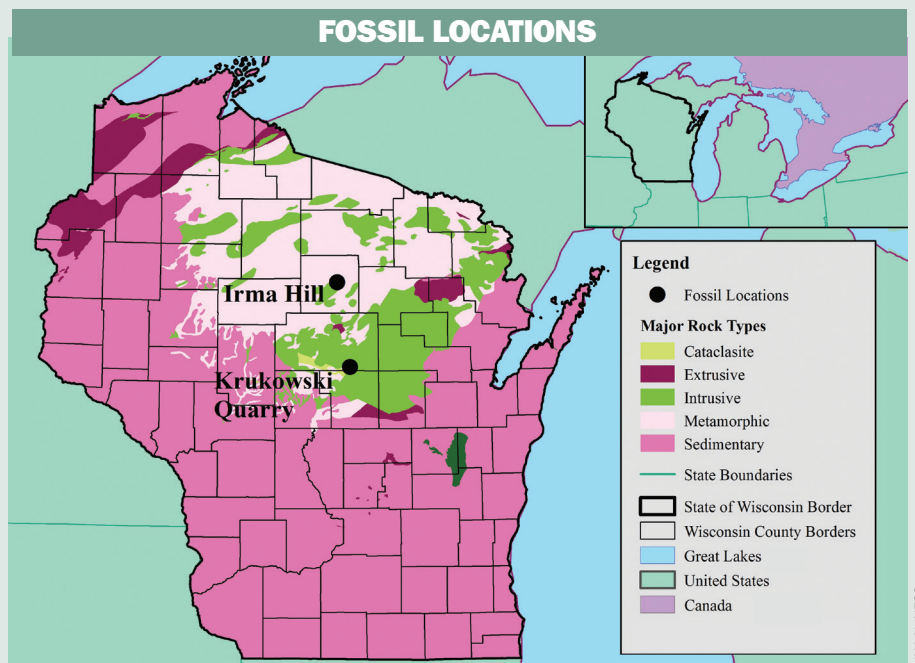 FOSSIL LOCATIONS
Irma Hill
Krukowski
Quarry
Legend
Fossil Locations
Major Rock Types
Cataclasite
Extrusive
Intrusive
Metamorphic
Sedimentary
State Boundaries
State of Wisconsin Border
Wisconsin County Borders
Great Lakes
United States
Canada